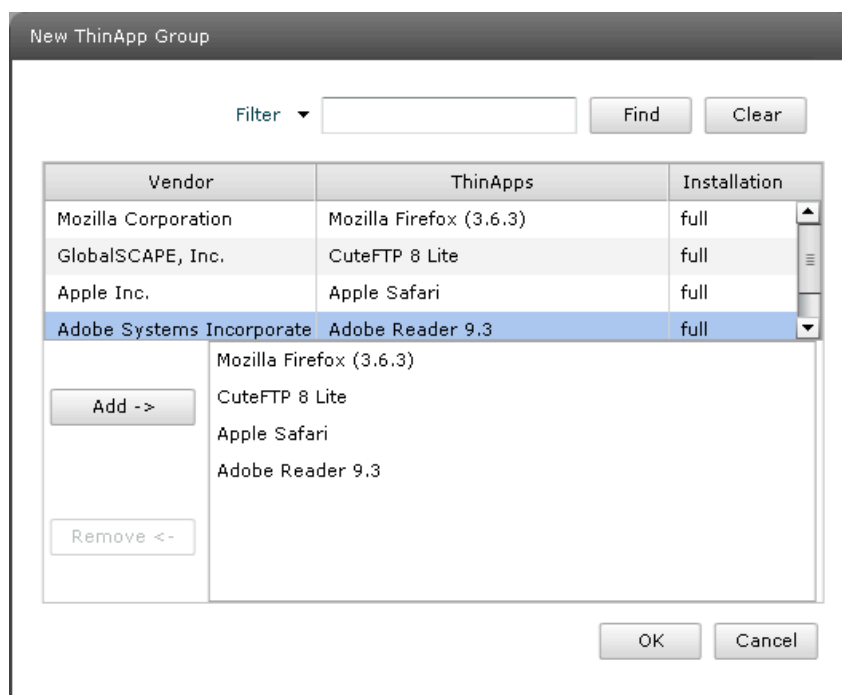 New ThinApp Group
Filter Find Clear
Vendor ThinApps Installation
Mozilla Corporation Mozilla Firefox (3.6.3) full
GlobalSCAPE, Inc. CuteFTP 8 Lite full
Apple Inc. Apple Safari full
Adobe Systems Incorporate Adobe Reader 9.3 full
Mozilla Firefox (3.6.3)
Add -> CuteFTP 8 Lite
Apple Safari
Adobe Reader 9.3
Remove <-
OK Cancel